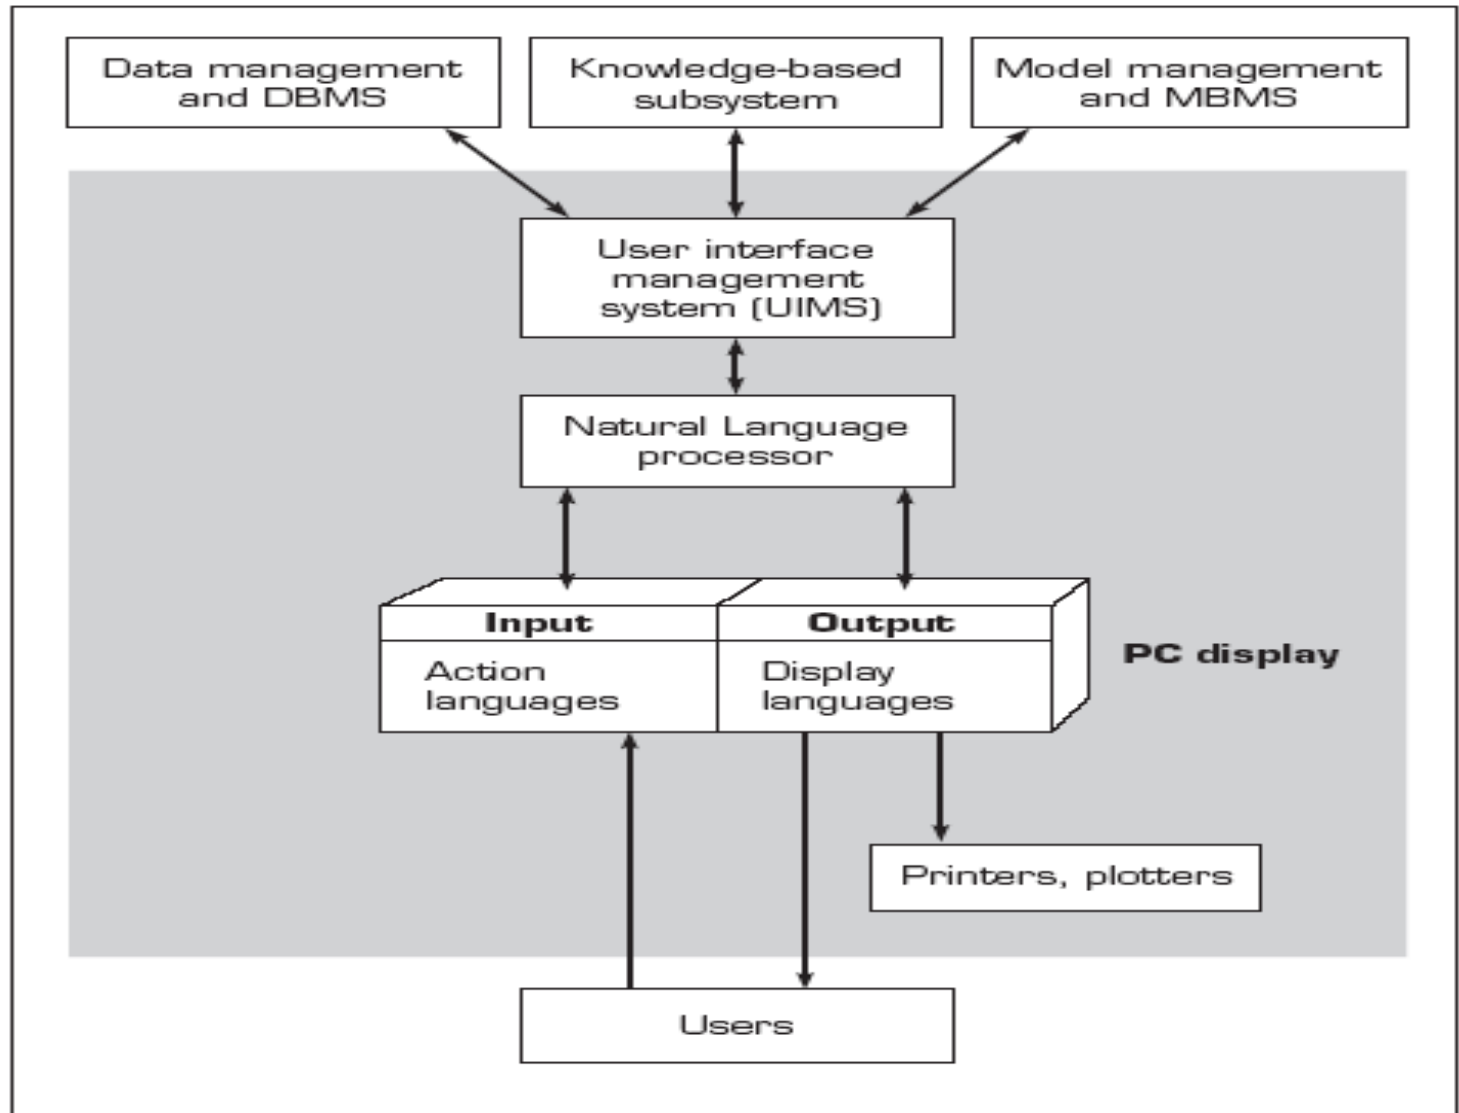 Data management
and DBMS
Knowledge-based
subsystem
Model management
and MBMS
User interface
management
system (UIMS)
Natural Language
processor
Input
Output
Action
languages
Display
languages
PC display
Printers, plotters
Users